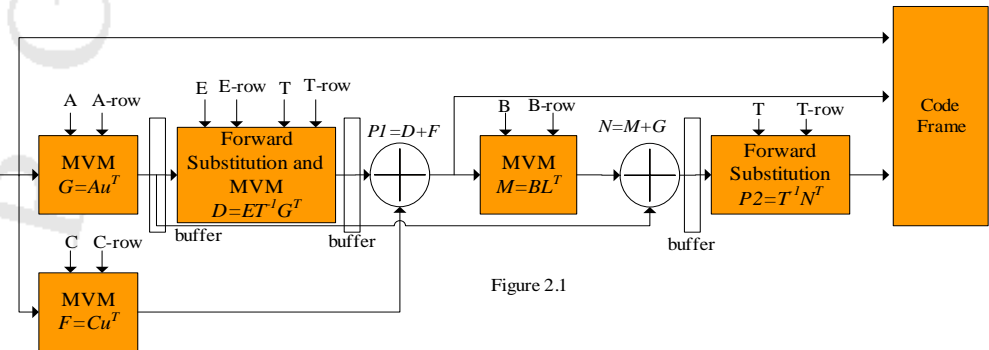 E E-row T T-row
A A-row
B B-row
T T-row
P1=D+F
N=M+G
Code
Frame
MVM
G=Au^T
Forward
Substitution and
MVM
D=ET^-1G^T
MVM
M=BL^T
Forward
Substitution
P2=T^-1N^T
buffer
buffer
buffer
C C-row
MVM
F=Cu^T
Figure 2.1